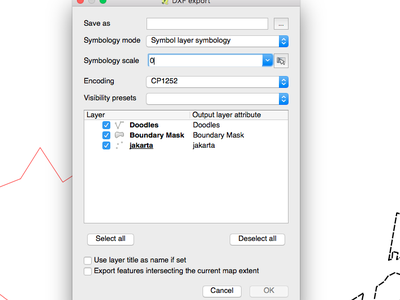 DXF export
Save as ...
Symbology mode Symbol layer symbology
Symbology scale 0
Encoding CP1252
Visibility presets
Layer Output layer attribute
Doodles Doodles
Boundary Mask Boundary Mask
jakarta jakarta
Select all Deselect all
Use layer title as name if set
Export features intersecting the current map extent
Cancel OK